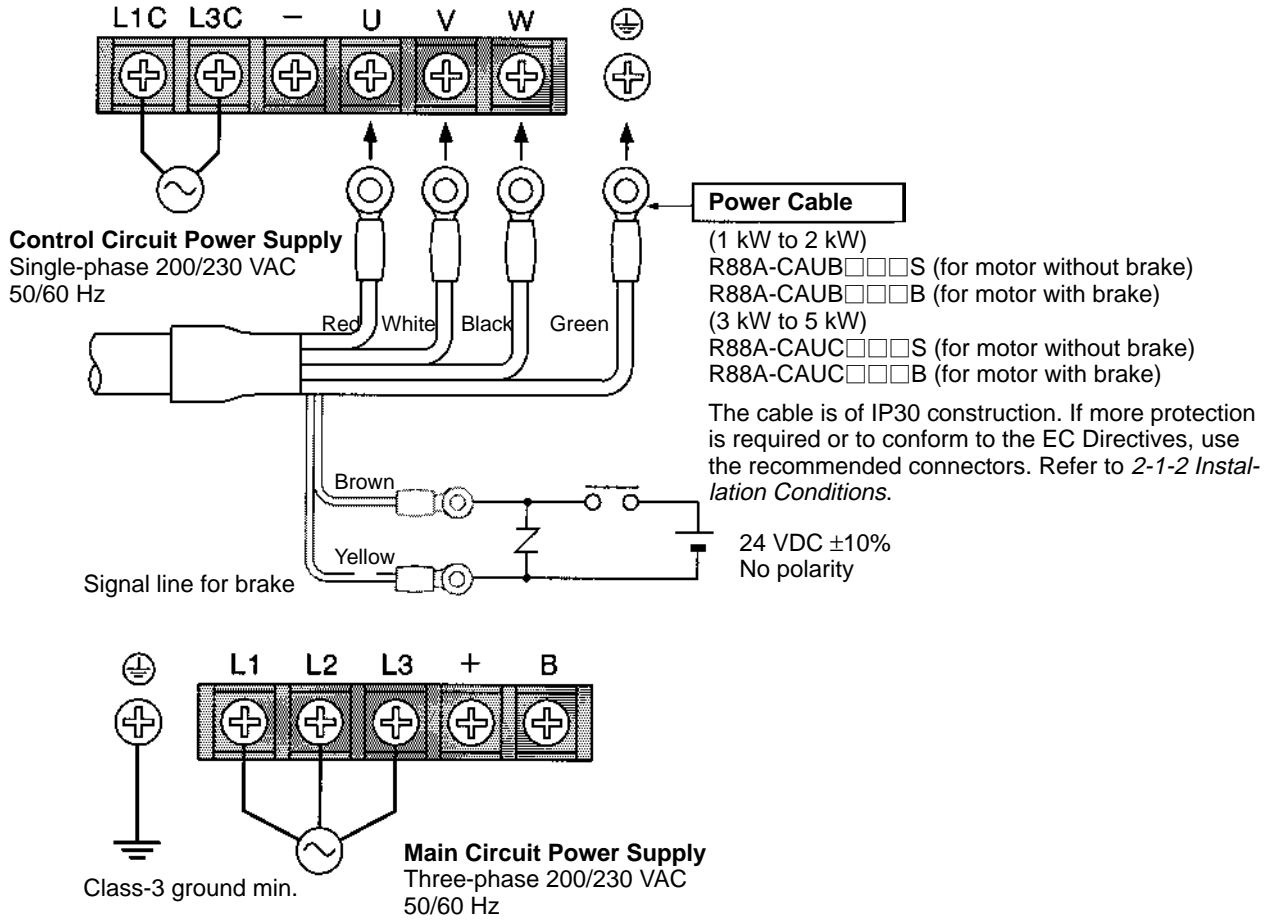 L1C L3C − U V W
Control Circuit Power Supply
Single-phase 200/230 VAC
50/60 Hz
Power Cable
(1 kW to 2 kW)
R88A-CAUB□□□S (for motor without brake)
R88A-CAUB□□□B (for motor with brake)
(3 kW to 5 kW)
R88A-CAUC□□□S (for motor without brake)
R88A-CAUC□□□B (for motor with brake)
The cable is of IP30 construction. If more protection
is required or to conform to the EC Directives, use
the recommended connectors. Refer to 2-1-2 Instal-
lation Conditions.
Red White Black Green
Brown
Yellow
Signal line for brake
24 VDC ±10%
No polarity
L1 L2 L3 + B
Class-3 ground min.
Main Circuit Power Supply
Three-phase 200/230 VAC
50/60 Hz